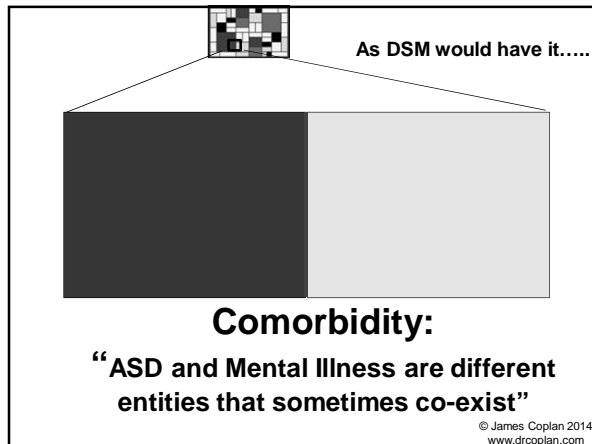 As DSM would have it…..
Comorbidity:
“ASD and Mental Illness are different
entities that sometimes co-exist”
© James Coplan 2014
www.drcoplan.com